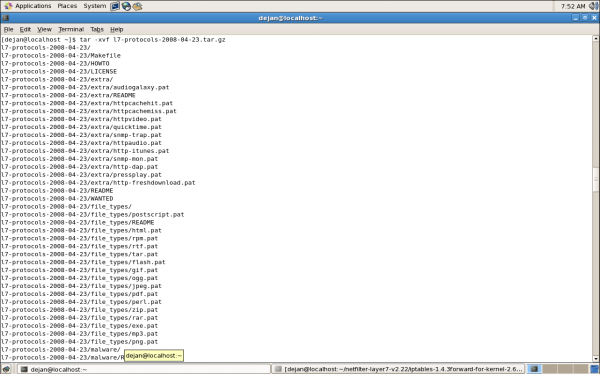 Applications Places System 7:52 AM
dejan@localhost:~
File Edit View Terminal Tabs Help
[dejan@localhost ~]$ tar -xvf l7-protocols-2008-04-23.tar.gz
l7-protocols-2008-04-23/
l7-protocols-2008-04-23/Makefile
l7-protocols-2008-04-23/HOWTO
l7-protocols-2008-04-23/LICENSE
l7-protocols-2008-04-23/extra/
l7-protocols-2008-04-23/extra/audiogalaxy.pat
l7-protocols-2008-04-23/extra/README
l7-protocols-2008-04-23/extra/httpcachehit.pat
l7-protocols-2008-04-23/extra/httpcachemiss.pat
l7-protocols-2008-04-23/extra/httpvideo.pat
l7-protocols-2008-04-23/extra/quicktime.pat
l7-protocols-2008-04-23/extra/snmp-trap.pat
l7-protocols-2008-04-23/extra/httpaudio.pat
l7-protocols-2008-04-23/extra/http-itunes.pat
l7-protocols-2008-04-23/extra/snmp-mon.pat
l7-protocols-2008-04-23/extra/http-dap.pat
l7-protocols-2008-04-23/extra/pressplay.pat
l7-protocols-2008-04-23/extra/http-freshdownload.pat
l7-protocols-2008-04-23/README
l7-protocols-2008-04-23/WANTED
l7-protocols-2008-04-23/file_types/
l7-protocols-2008-04-23/file_types/postscript.pat
l7-protocols-2008-04-23/file_types/README
l7-protocols-2008-04-23/file_types/html.pat
l7-protocols-2008-04-23/file_types/rpm.pat
l7-protocols-2008-04-23/file_types/rtf.pat
l7-protocols-2008-04-23/file_types/tar.pat
l7-protocols-2008-04-23/file_types/flash.pat
l7-protocols-2008-04-23/file_types/gif.pat
l7-protocols-2008-04-23/file_types/ogg.pat
l7-protocols-2008-04-23/file_types/jpeg.pat
l7-protocols-2008-04-23/file_types/pdf.pat
l7-protocols-2008-04-23/file_types/perl.pat
l7-protocols-2008-04-23/file_types/zip.pat
l7-protocols-2008-04-23/file_types/rar.pat
l7-protocols-2008-04-23/file_types/exe.pat
l7-protocols-2008-04-23/file_types/mp3.pat
l7-protocols-2008-04-23/file_types/png.pat
l7-protocols-2008-04-23/malware/
l7-protocols-2008-04-23/malware/R
dejan@localhost:~
dejan@localhost:~ [dejan@localhost:~/netfilter-layer7-v2.22/iptables-1.4.3forward-for-kernel-2.6...